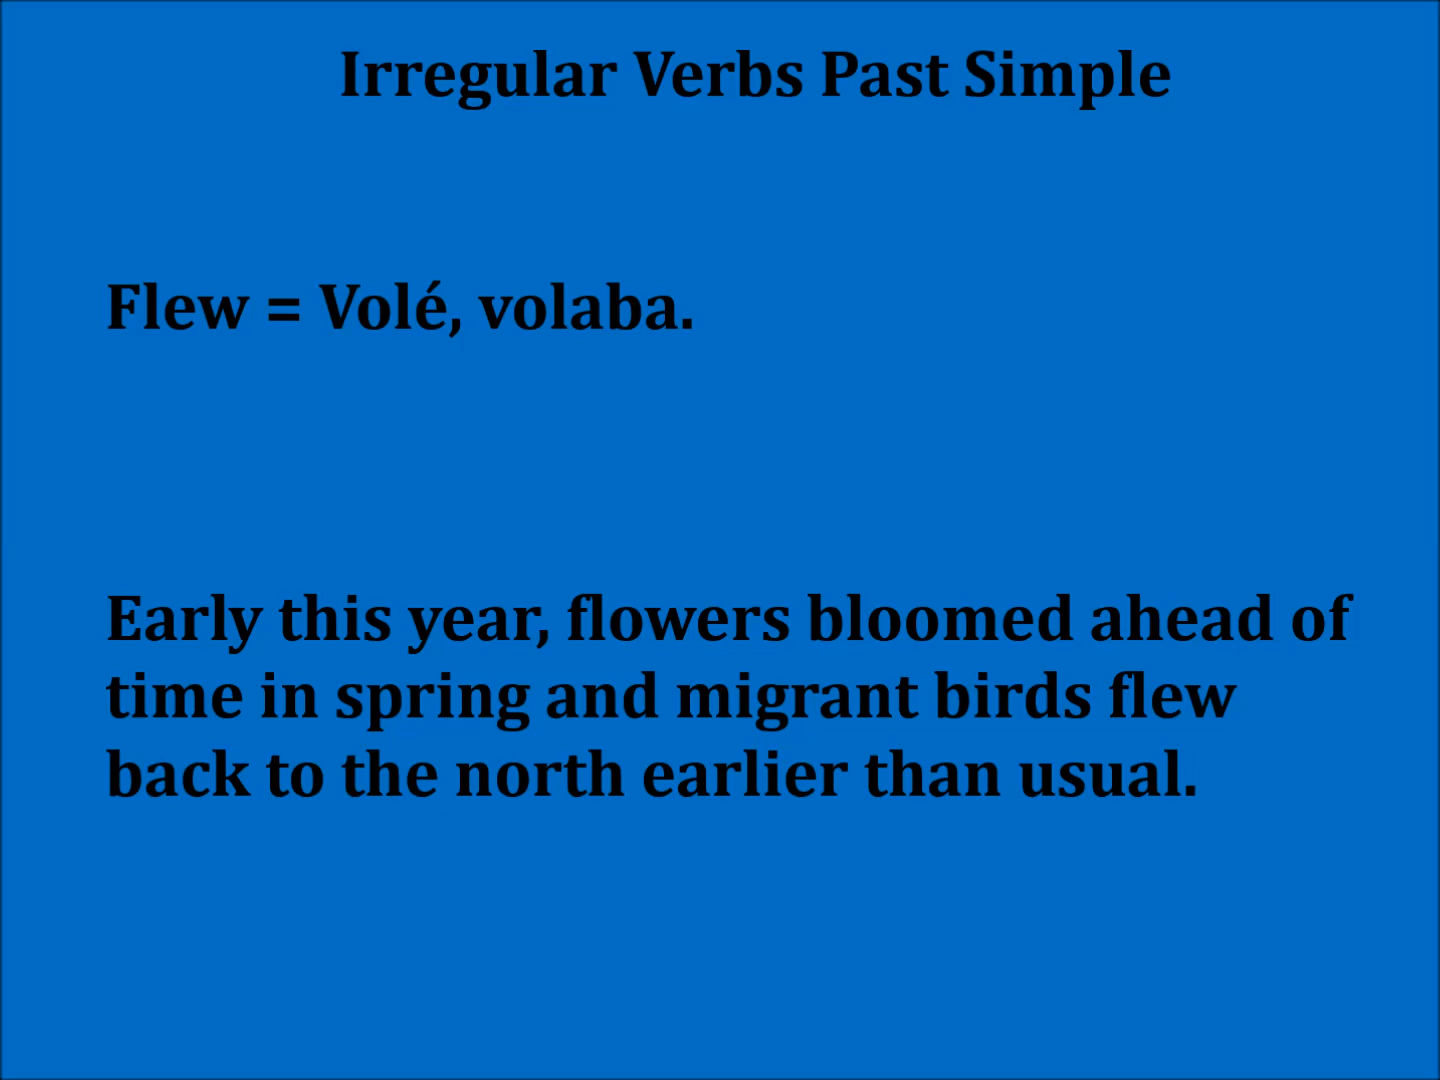 Irregular Verbs Past Simple
Flew = Volé, volaba.
Early this year, flowers bloomed ahead of
time in spring and migrant birds flew
back to the north earlier than usual.